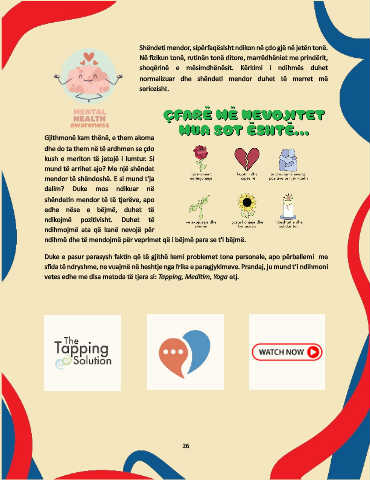 Shëndeti mendor, sipërfaqësisht ndikon në çdo gjë në jetën tonë.
Në fizikun tonë, rutinën tonë ditore, marrëdhëniet me prindërit,
shoqërinë e mësimdhënësit. Kërkimi i ndihmës duhet
normalizuar dhe shëndeti mendor duhet të merret më
seriozisht.
MENTAL
HEALTH
awareness
ÇFARË MË NEVOJITET
MUA SOT ËSHTË...
Gjithmonë kam thënë, e them akoma
dhe do ta them në të ardhmen se çdo
kush e meriton të jetojë i lumtur. Si
mund të arrihet ajo? Me një shëndet
mendor të shëndoshë. E si mund t'ja
dalim? Duke mos ndikuar në
shëndetin mendor të të tjerëve, apo
edhe nëse e bëjmë, duhet të
ndikojmë pozitivisht. Duhet të
ndihmojmë ata që kanë nevojë për
ndihmë dhe të mendojmë për veprimet që i bëjmë para se t'i bëjmë.
Duke e pasur parasysh faktin që të gjithë kemi problemet tona personale, apo përballemi me
sfida të ndryshme, ne vuajmë në heshtje nga frika e paragjykimeve. Prandaj, ju mund t'i ndihmoni
vetes edhe me disa metoda të tjera si: Tapping, Meditim, Yoga etj.
The
Tapping
Solution
WATCH NOW
26